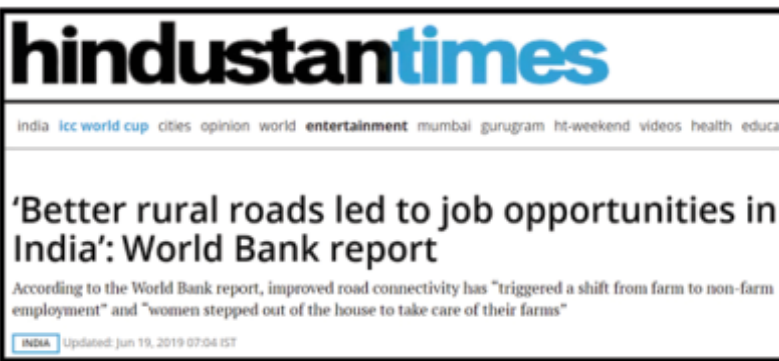 hindustantimes
india icc world cup cities opinion world entertainment mumbai gurugram ht-weekend videos health educa
‘Better rural roads led to job opportunities in
India’: World Bank report
According to the World Bank report, improved road connectivity has “triggered a shift from farm to non-farm
employment” and “women stepped out of the house to take care of their farms”
INDIA Updated: Jun 19, 2019 07:04 IST